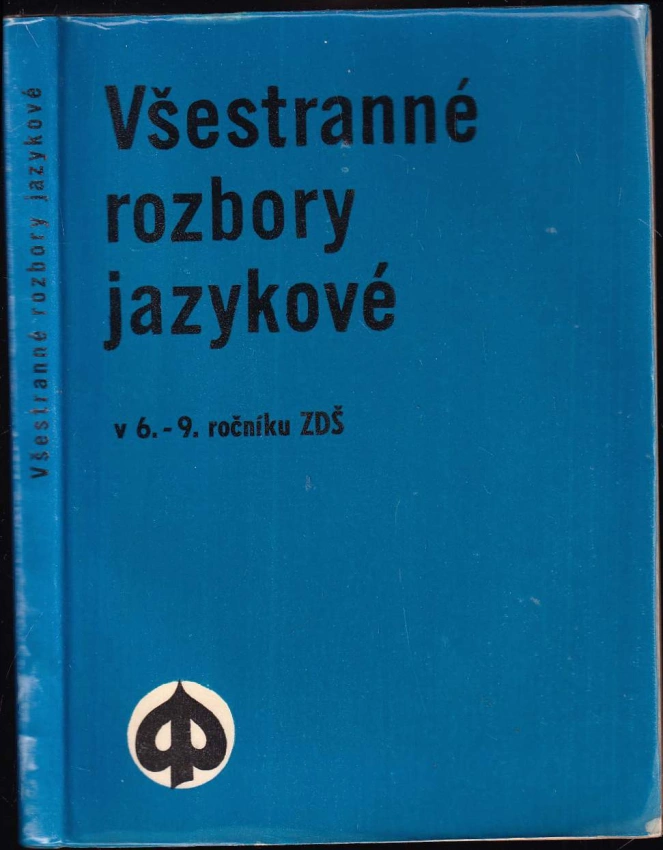 Všestranné
rozbory
jazykové
v 6.-9. ročníku ZDŠ
Všestranné rozbory jazykové